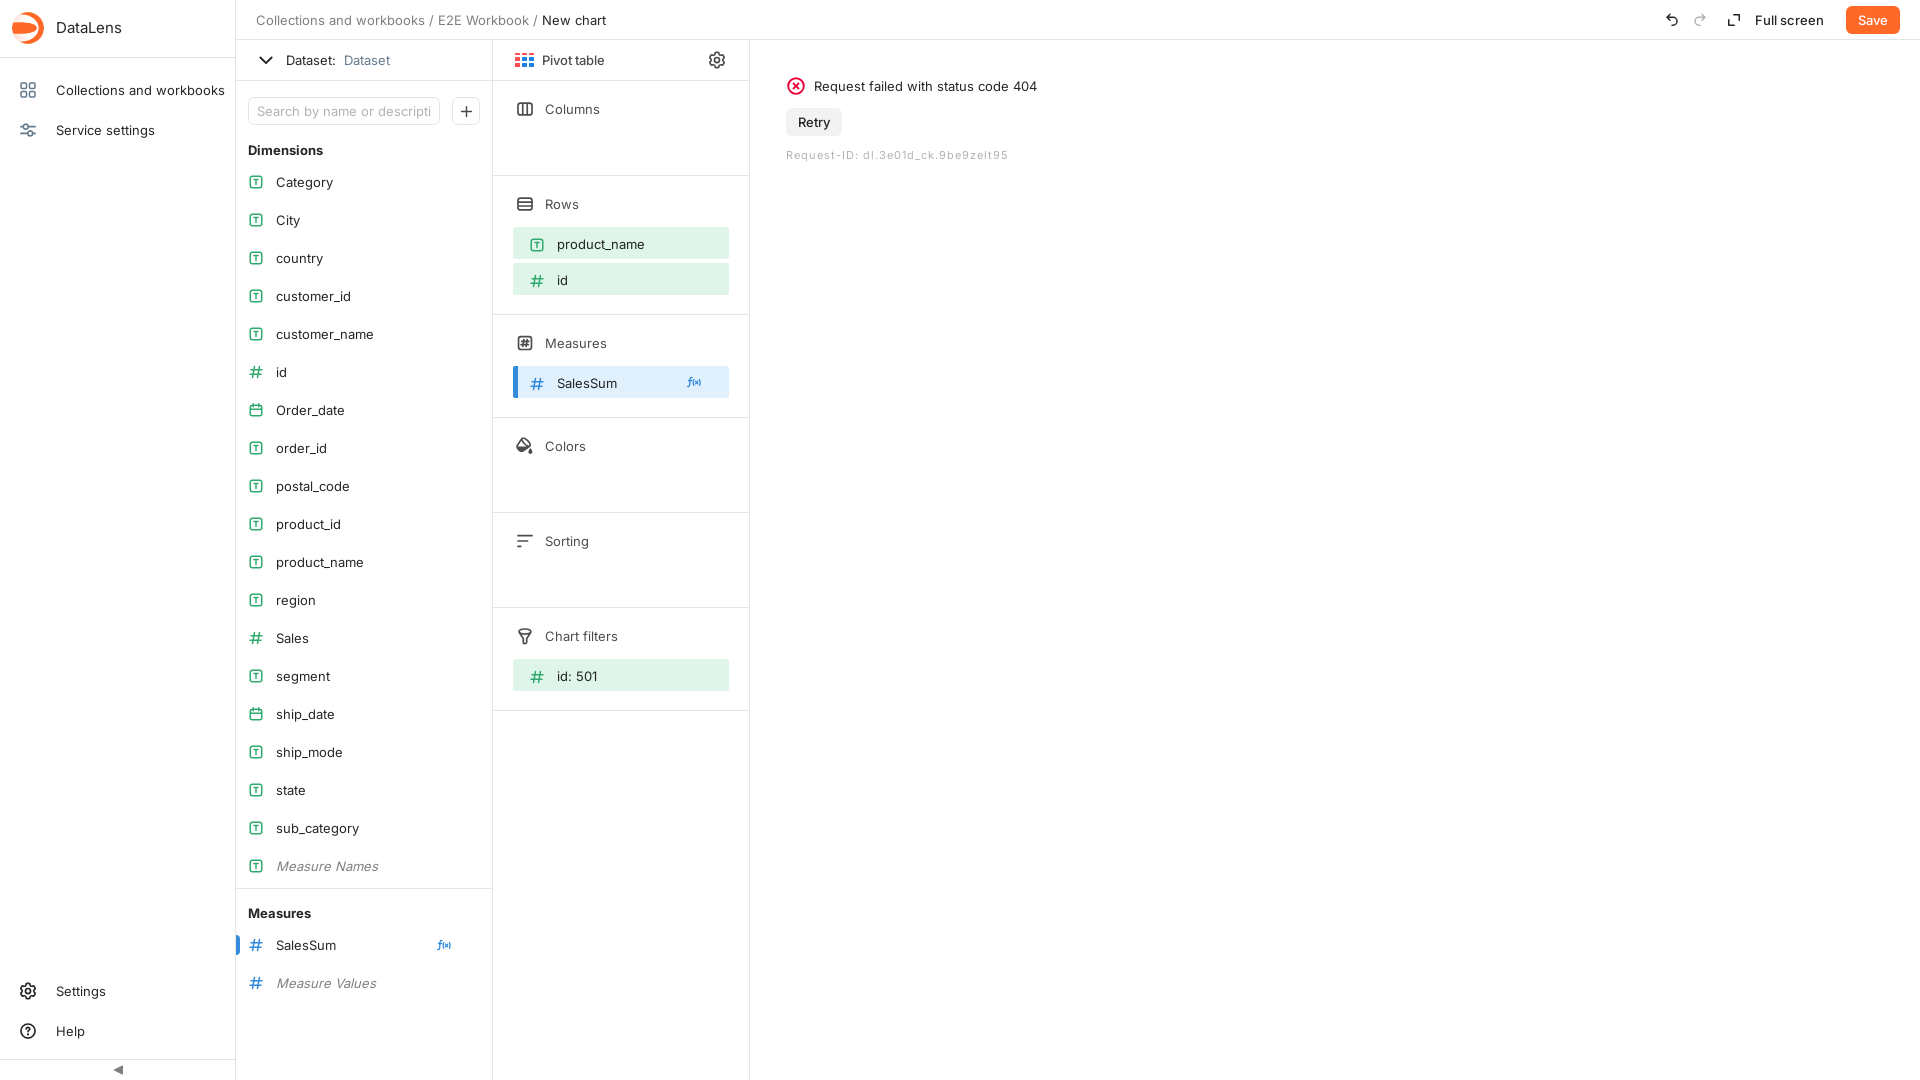 DataLens
Collections and workbooks
Service settings
Settings
Help
Collections and workbooks / E2E Workbook / New chart
Full screen
Save
Dataset: Dataset
Search by name or descripti
Dimensions
Category
City
country
customer_id
customer_name
id
Order_date
order_id
postal_code
product_id
product_name
region
Sales
segment
ship_date
ship_mode
state
sub_category
Measure Names
Measures
SalesSum
Measure Values
Pivot table
Columns
Rows
product_name
id
Measures
SalesSum
Colors
Sorting
Chart filters
id: 501
Request failed with status code 404
Retry
Request-ID: dl.3e01d_ck.9be9zelt95